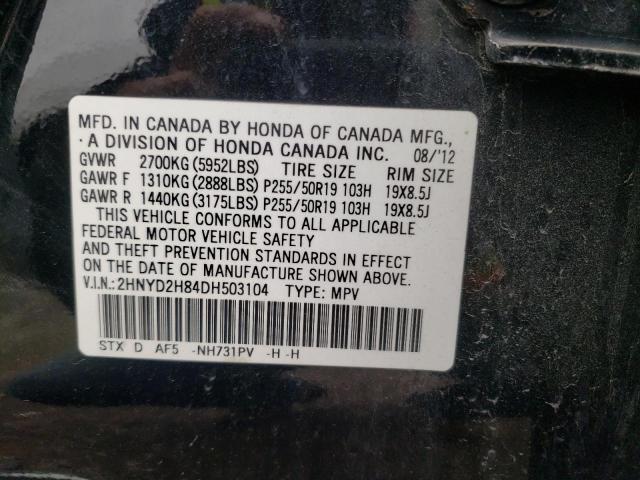 MFD. IN CANADA BY HONDA OF CANADA MFG.,
·A DIVISION OF HONDA CANADA INC. 08/'12
GVWR 2700KG(5952LBS) TIRE SIZE RIM SIZE
GAWR F 1310KG(2888LBS) P255/50R19 103H 19X8.5J
GAWR R 1440KG(3175LBS) P255/50R19 103H 19X8.5J
THIS VEHICLE CONFORMS TO ALL APPLICABLE
FEDERAL MOTOR VEHICLE SAFETY
AND THEFT PREVENTION STANDARDS IN EFFECT
ON THE DATE OF MANUFACTURE SHOWN ABOVE.
V.I.N.:2HNYD2H84DH503104 TYPE: MPV
STX D AF5 -NH731PV -H -H